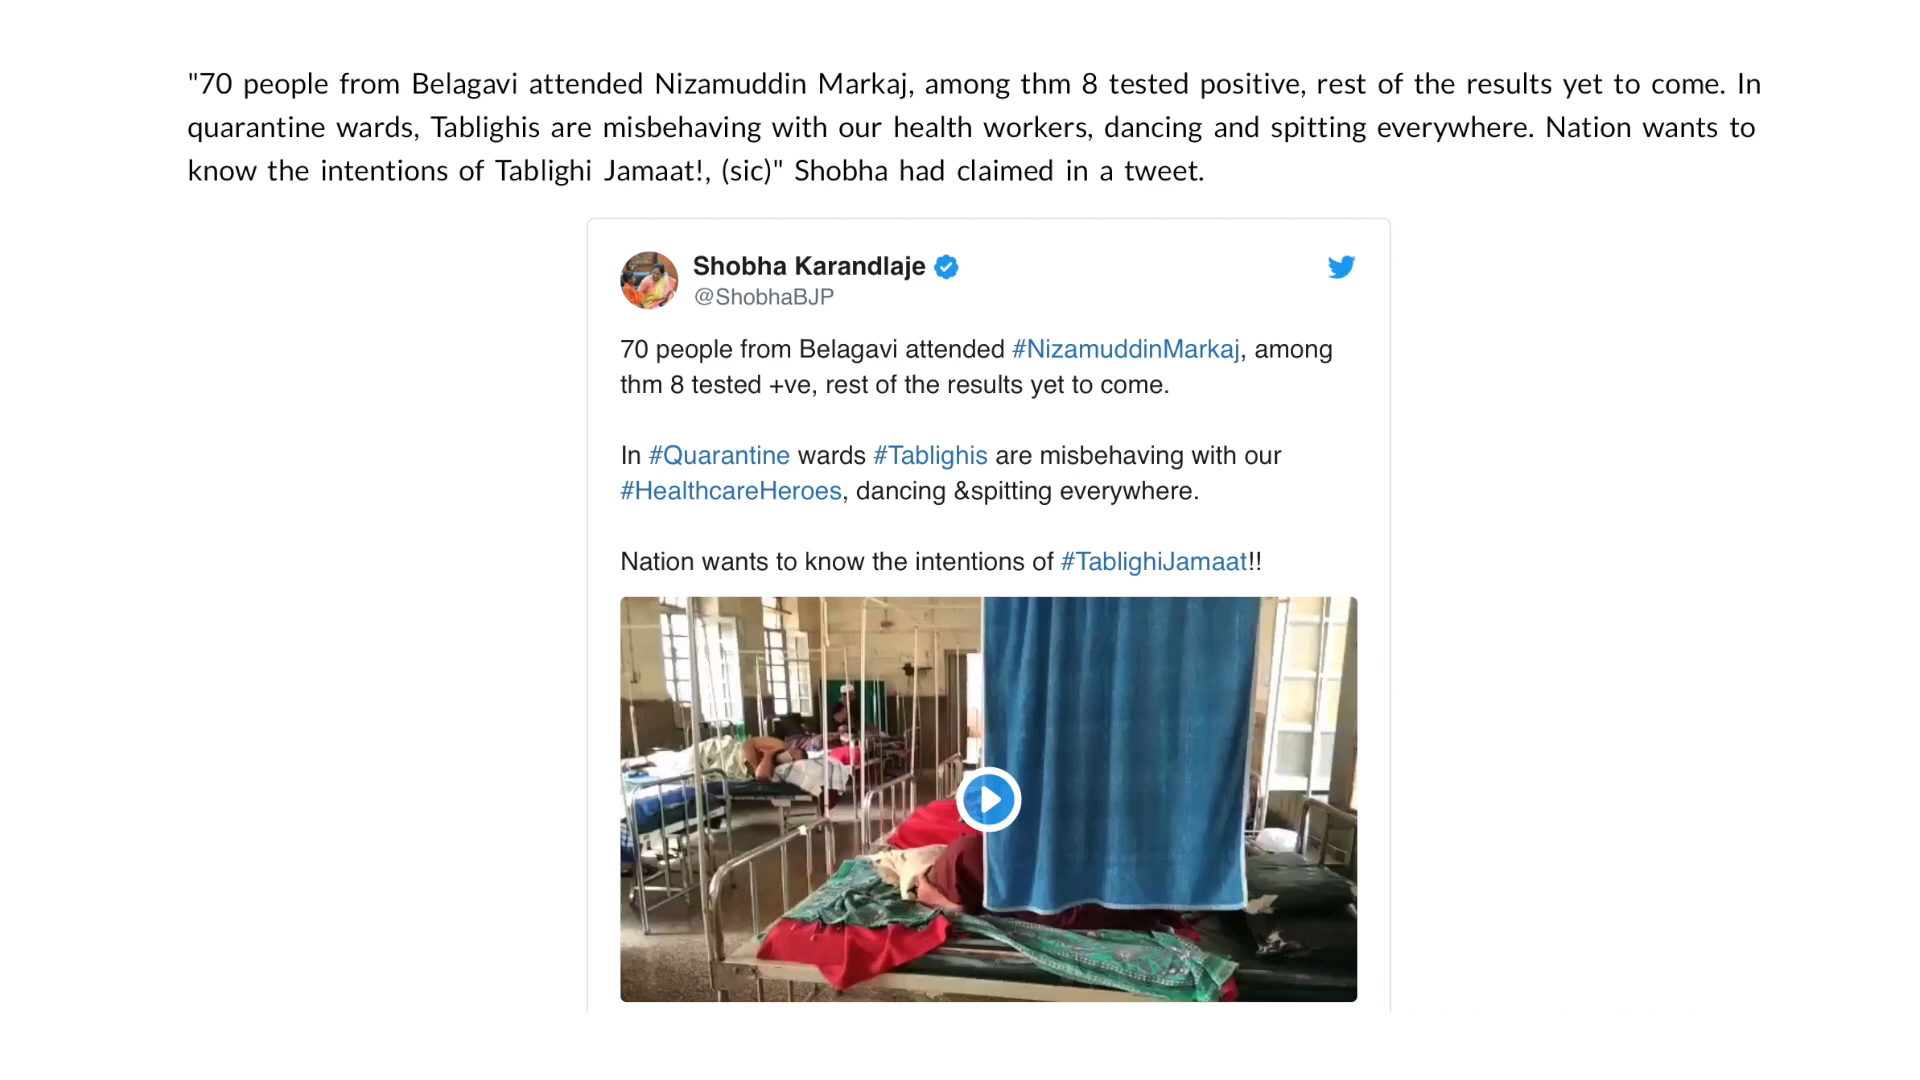 "70 people from Belagavi attended Nizamuddin Markaj, among thm 8 tested positive, rest of the results yet to come. In
quarantine wards, Tablighis are misbehaving with our health workers, dancing and spitting everywhere. Nation wants to
know the intentions of Tablighi Jamaat!, (sic)" Shobha had claimed in a tweet.
Shobha Karandlaje
@ShobhaBJP
70 people from Belagavi attended #NizamuddinMarkaj, among
thm 8 tested +ve, rest of the results yet to come.
In #Quarantine wards #Tablighis are misbehaving with our
#HealthcareHeroes, dancing &spitting everywhere.
Nation wants to know the intentions of #TablighiJamaat!!